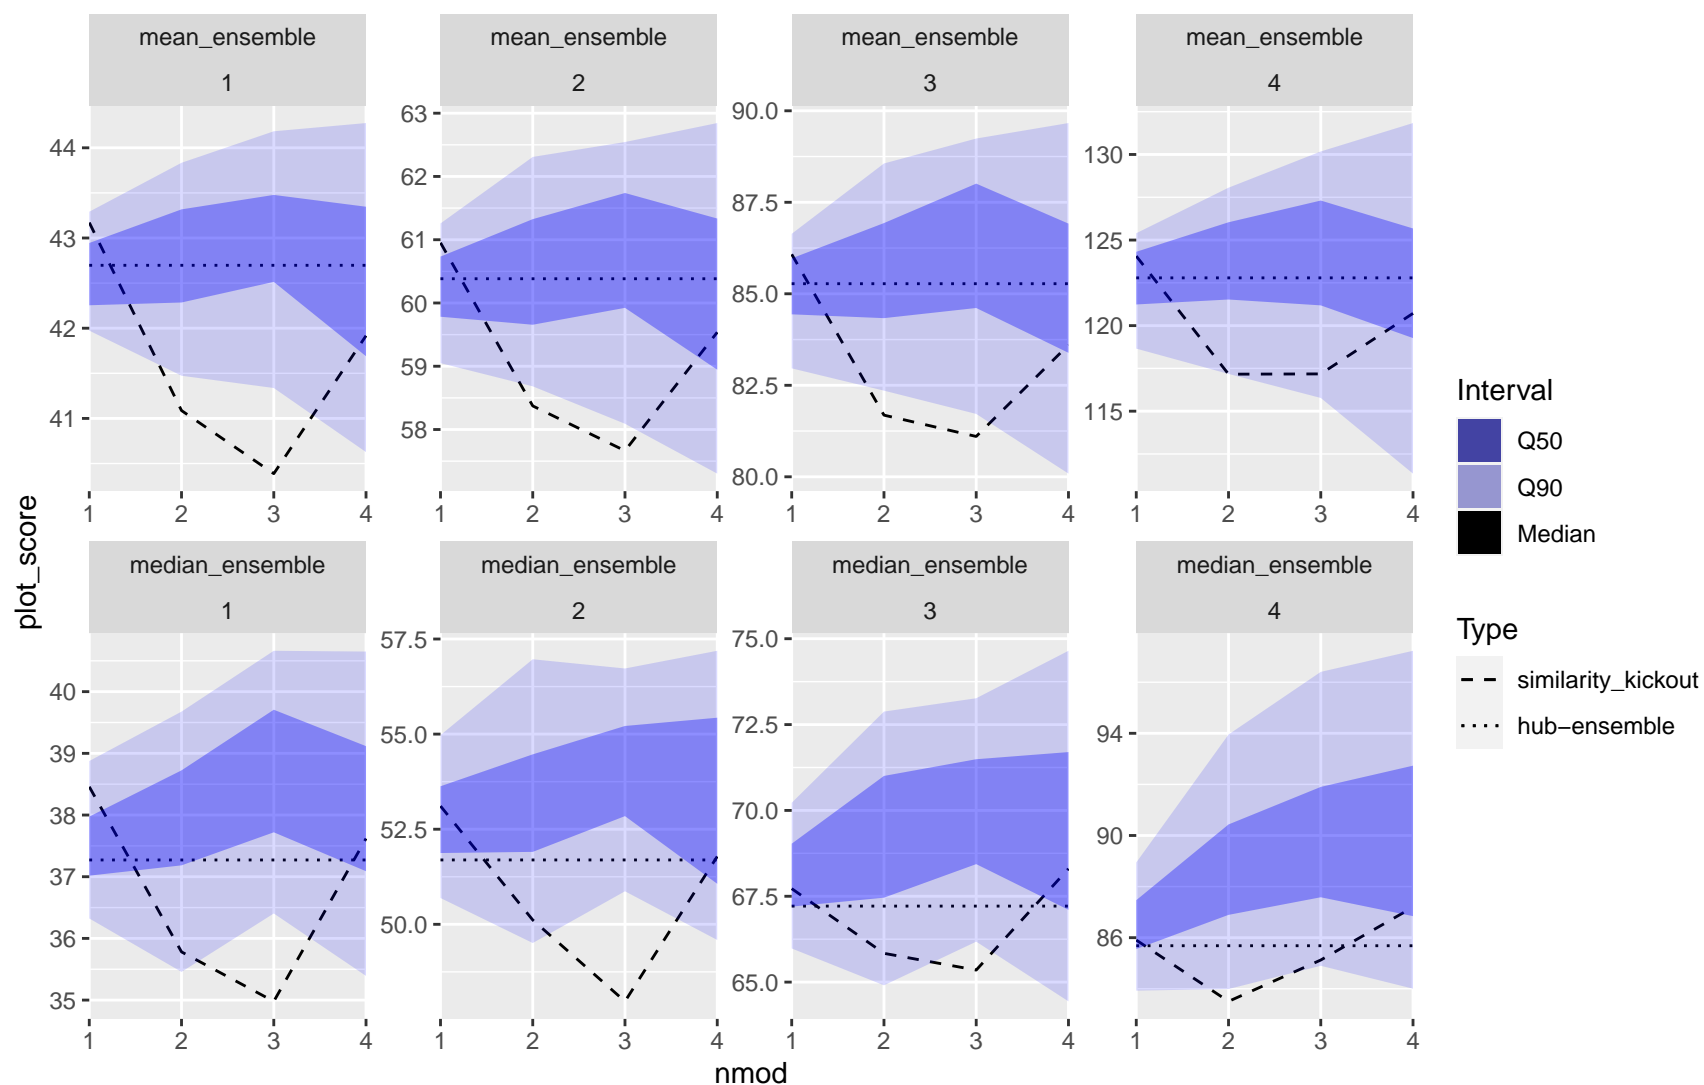 mean_ensemble
1
mean_ensemble
2
mean_ensemble
3
mean_ensemble
4
44
43
42
41
1 2 3 4
63
62
61
60
59
58
1 2 3 4
90.0
87.5
85.0
82.5
80.0
1 2 3 4
130
125
120
115
1 2 3 4
median_ensemble
1
median_ensemble
2
median_ensemble
3
median_ensemble
4
40
39
38
37
36
35
1 2 3 4
57.5
55.0
52.5
50.0
1 2 3 4
75.0
72.5
70.0
67.5
65.0
1 2 3 4
94
90
86
1 2 3 4
plot_score
nmod
Interval
Q50
Q90
Median
Type
similarity_kickout
hub−ensemble